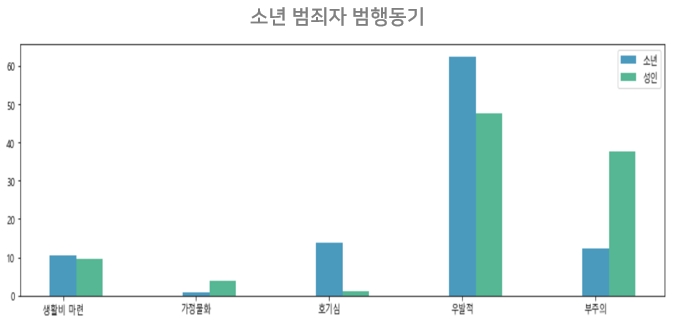 소년 범죄자 범행동기
소년
성인
60
50
40
30
20
10
0
생활비 마련
가정불화
호기심
우발적
부주의